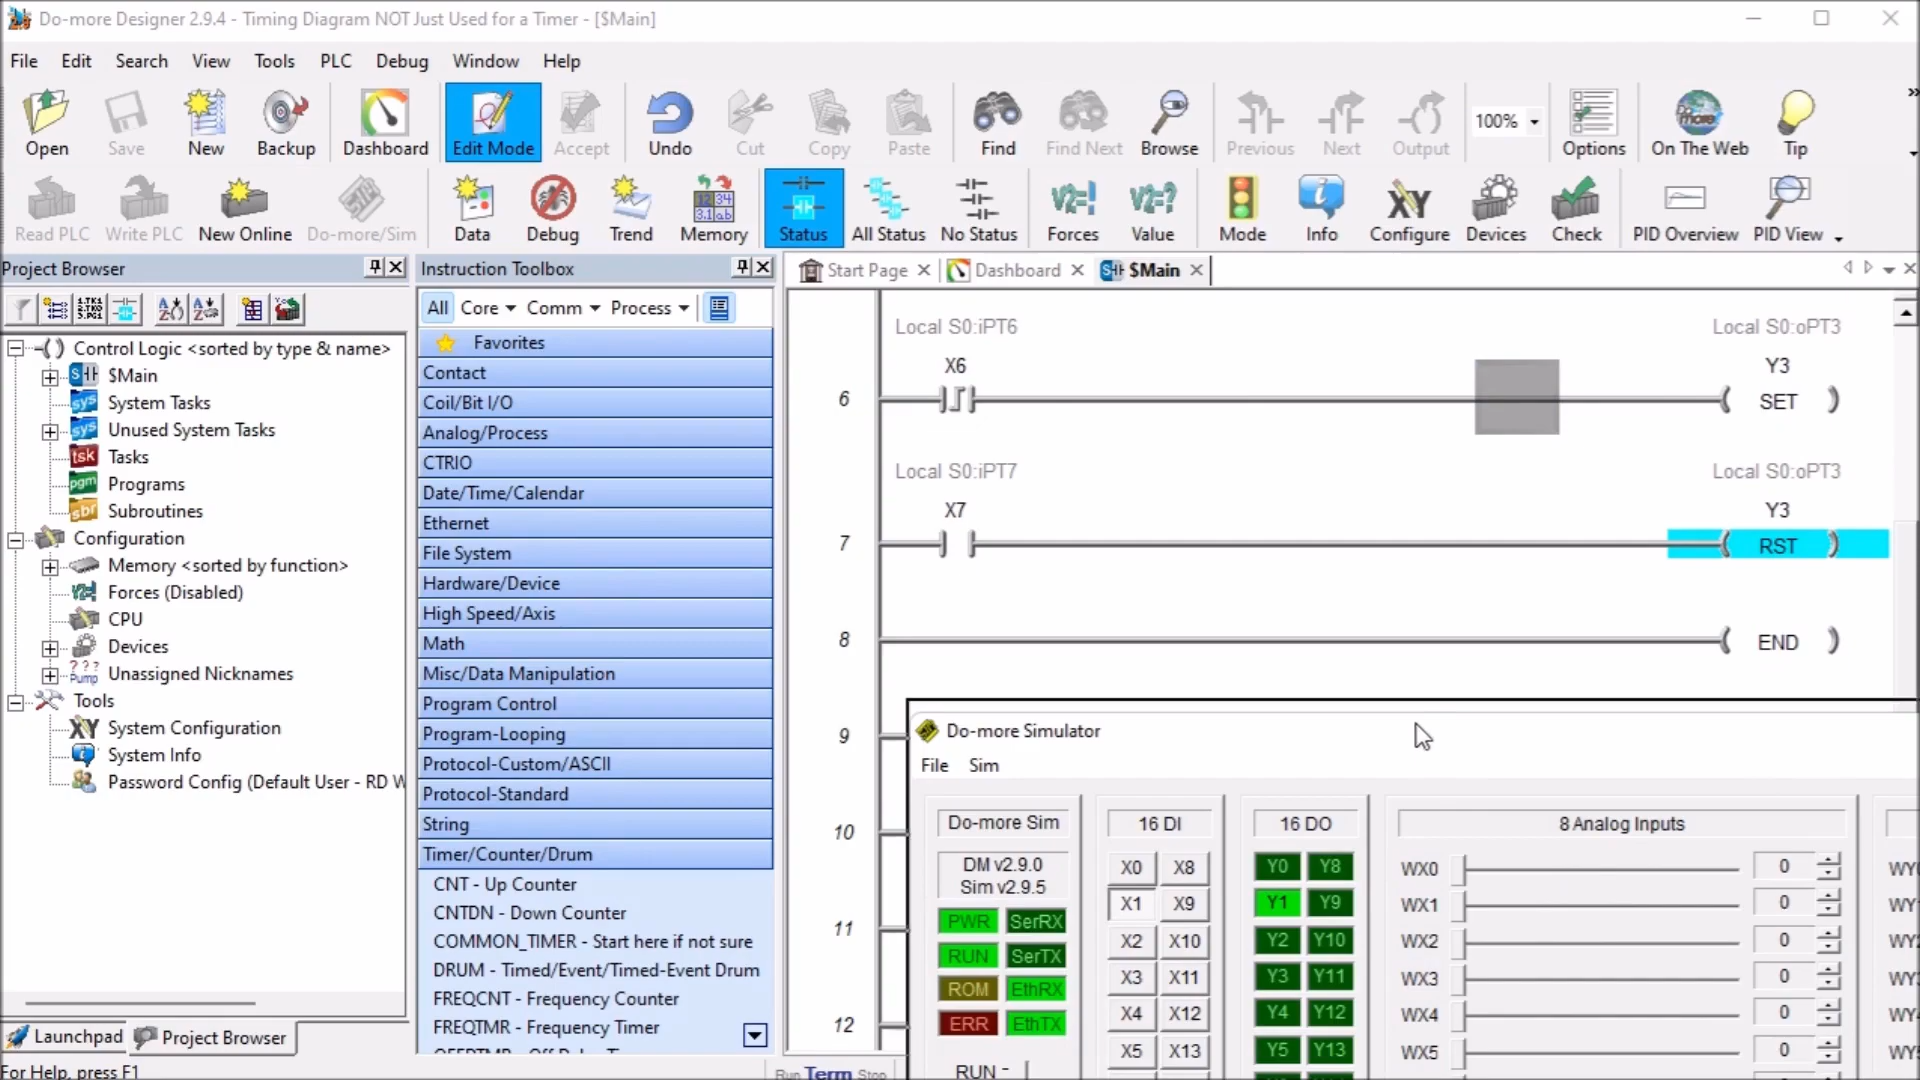 Do-more Designer 2.9.4 - Timing Diagram NOT Just Used for a Timer - [$Main]
File Edit Search View Tools PLC Debug Window Help
Open Save New Backup Dashboard Edit Mode Accept Undo Cut Copy Paste Find Find Next Browse Previous Next Output 100% Options On The Web Tip
Read PLC Write PLC New Online Do-more/Sim Data Debug Trend Memory Status All Status No Status Forces Value Mode Info Configure Devices Check PID Overview PID View
Project Browser
Control Logic <sorted by type & name>
$Main
System Tasks
Unused System Tasks
Tasks
Programs
Subroutines
Configuration
Memory <sorted by function>
Forces (Disabled)
CPU
Devices
Unassigned Nicknames
Tools
System Configuration
System Info
Password Config (Default User - RD W
Launchpad Project Browser
For Help, press F1
Instruction Toolbox
All Core Comm Process
Favorites
Contact
Coil/Bit I/O
Analog/Process
CTRIO
Date/Time/Calendar
Ethernet
File System
Hardware/Device
High Speed/Axis
Math
Misc/Data Manipulation
Program Control
Program-Looping
Protocol-Custom/ASCII
Protocol-Standard
String
Timer/Counter/Drum
CNT - Up Counter
CNTDN - Down Counter
COMMON_TIMER - Start here if not sure
DRUM - Timed/Event/Timed-Event Drum
FREQCNT - Frequency Counter
FREQTMR - Frequency Timer
Start Page Dashboard $Main
Local S0:iPT6 Local S0:oPT3
X6 Y3
6 SET
Local S0:iPT7 Local S0:oPT3
X7 Y3
7 RST
8 END
9
10
11
12
Run Term Stop
Do-more Simulator
File Sim
Do-more Sim
DM v2.9.0
Sim v2.9.5
PWR SerRX
RUN SerTX
ROM EthRX
ERR EthTX
RUN -
16 DI
X0 X8
X1 X9
X2 X10
X3 X11
X4 X12
X5 X13
16 DO
Y0 Y8
Y1 Y9
Y2 Y10
Y3 Y11
Y4 Y12
Y5 Y13
8 Analog Inputs
WX0 0
WX1 0
WX2 0
WX3 0
WX4 0
WX5 0